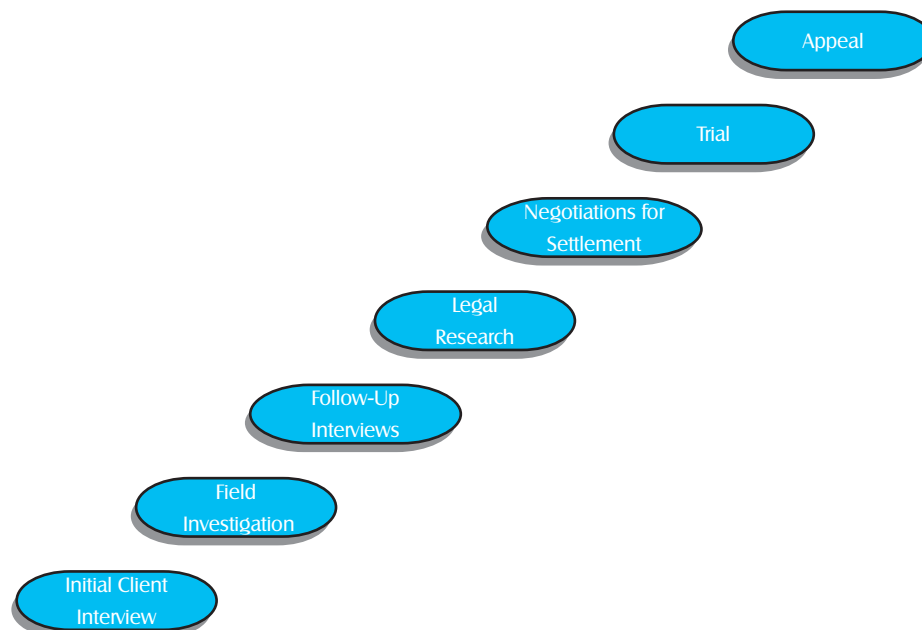 Appeal
Trial
Negotiations for
Settlement
Legal
Research
Follow-Up
Interviews
Field
Investigation
Initial Client
Interview